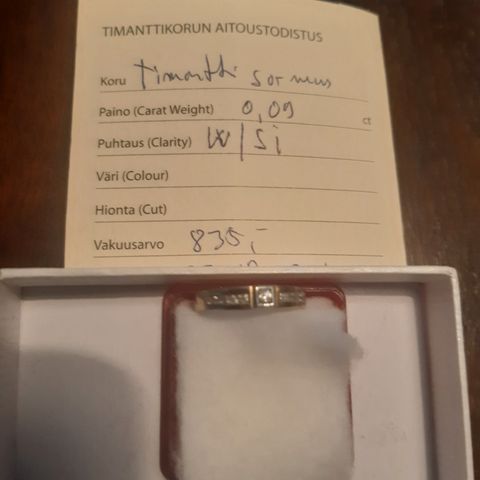 TIMANTTIKORUN AITOUSTODISTUS
Koru Timantti sormus
Paino (Carat Weight) 0,09 ct
Puhtaus (Clarity) W/Si
Väri (Colour)
Hionta (Cut)
Vakuusarvo 835,-